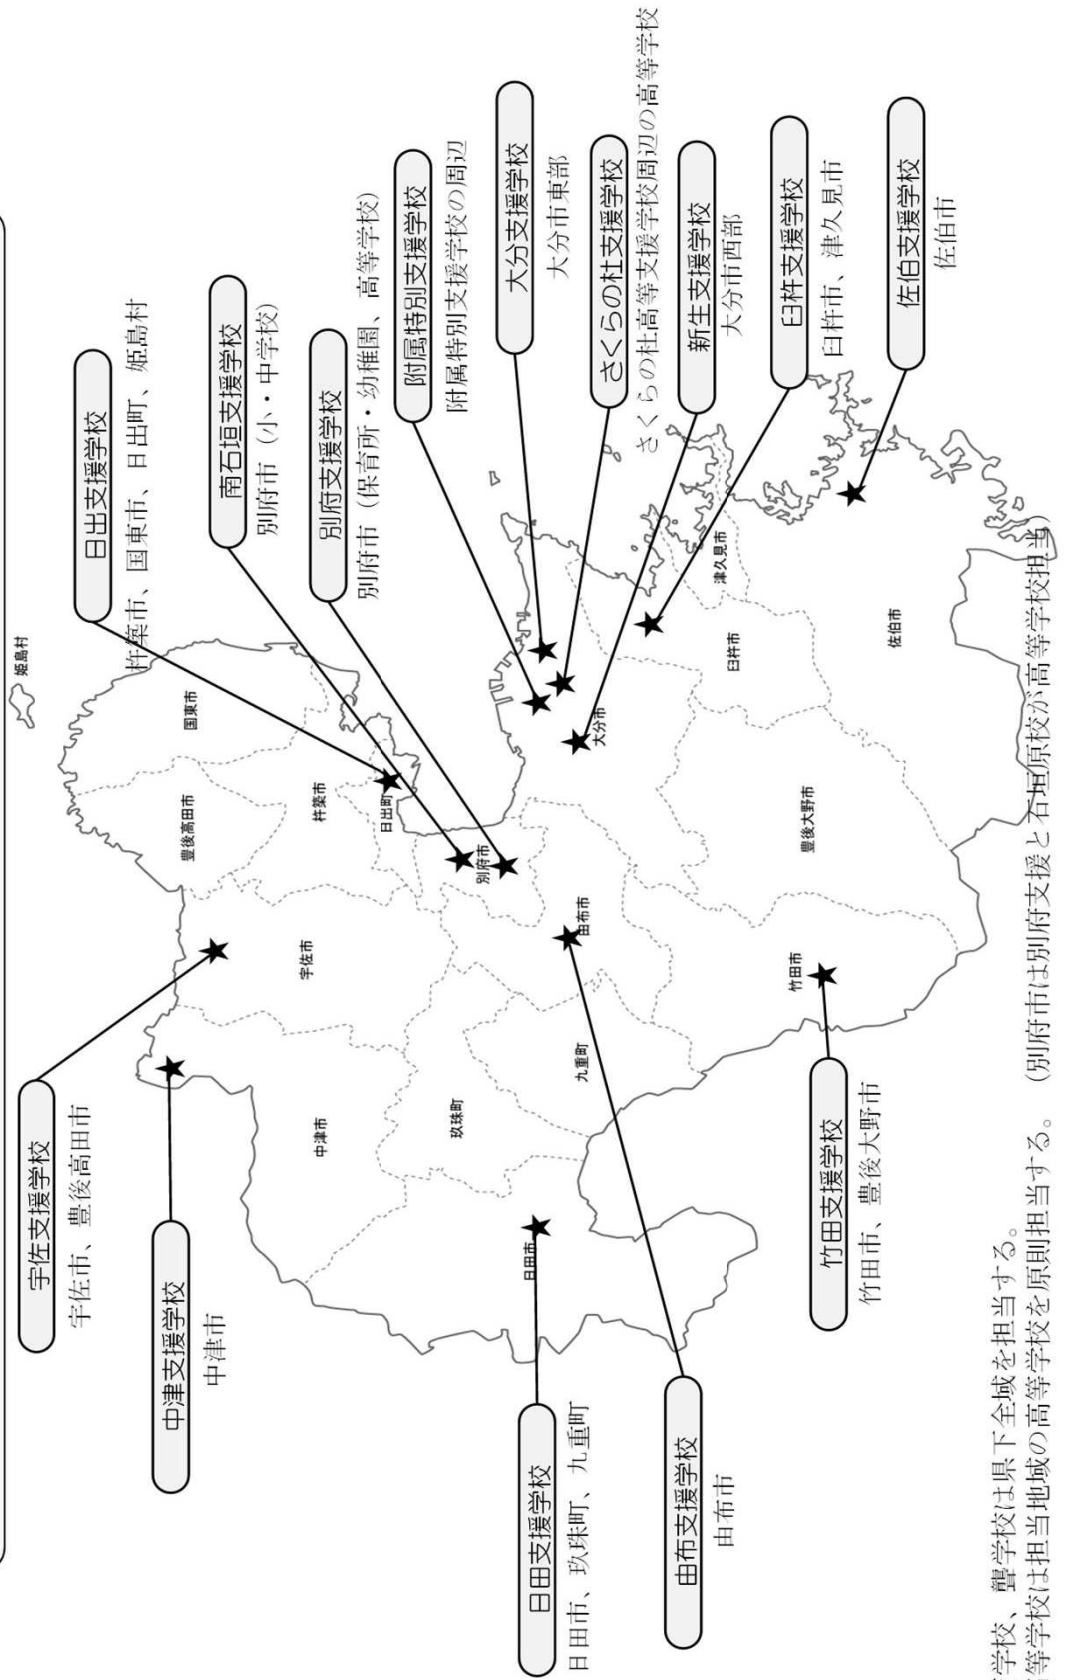 宇佐支援学校
宇佐市、豊後高田市
中津支援学校
中津市
日田支援学校
日田市、玖珠町、九重町
由布支援学校
由布市
竹田支援学校
竹田市、豊後大野市
日出支援学校
杵築市、国東市、日出町、姫島村
南石垣支援学校
別府市（小・中学校）
別府支援学校
別府市（保育所・幼稚園、高等学校）
附属特別支援学校
附属特別支援学校の周辺
大分支援学校
大分市東部
さくらの杜支援学校
さくらの杜高等支援学校周辺の高等学校
新生支援学校
大分市西部
臼杵支援学校
臼杵市、津久見市
佐伯支援学校
佐伯市
姫島村
国東市
豊後高田市
杵築市
日出町
宇佐市
別府市
中津市
玖珠町
九重町
由布市
日田市
大分市
津久見市
臼杵市
佐伯市
豊後大野市
竹田市
学校、聾学校は県下全域を担当する。
等学校は担当地域の高等学校を原則担当する。（別府市は別府支援と石垣原校が高等学校担当）